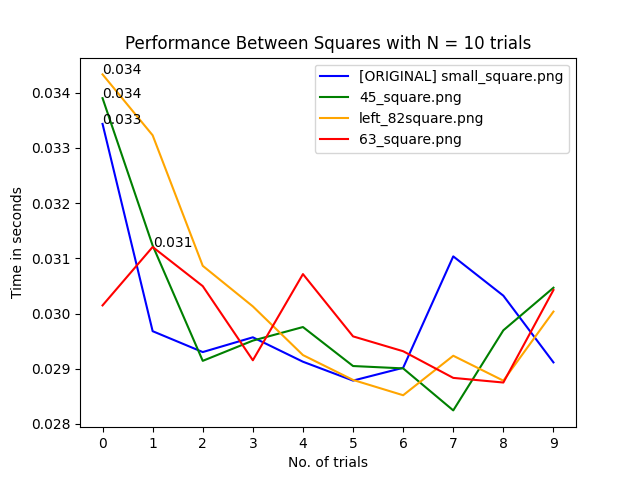 Performance Between Squares with N = 10 trials
0.034
0.034
0.033
0.031
[ORIGINAL] small_square.png
45_square.png
left_82square.png
63_square.png
0.034
0.033
0.032
0.031
0.030
0.029
0.028
Time in seconds
0 1 2 3 4 5 6 7 8 9
No. of trials